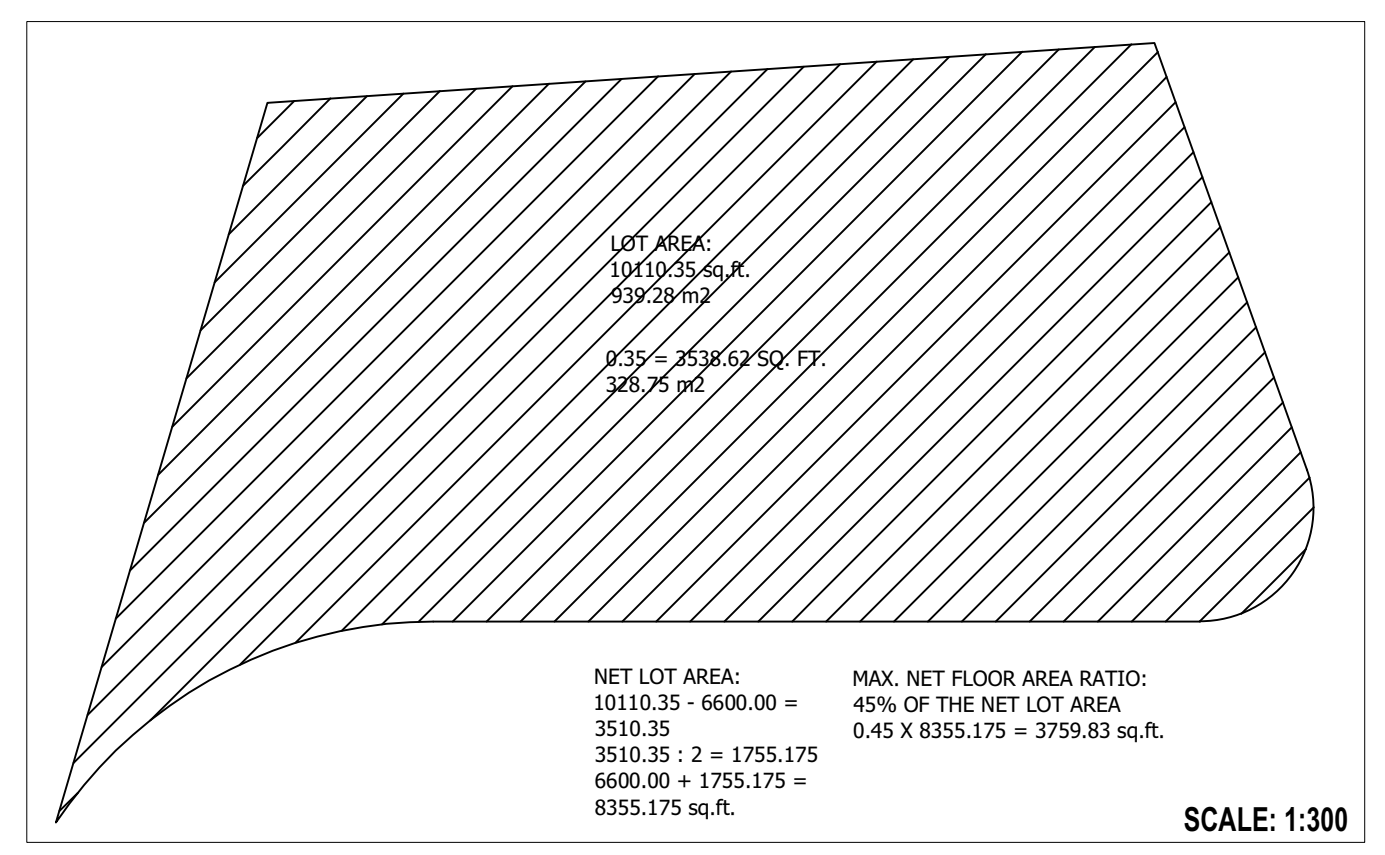 LOT AREA:
10110.35 sq.ft.
939.28 m2
0.35 = 3538.62 SQ. FT.
328.75 m2
NET LOT AREA:
10110.35 - 6600.00 =
3510.35
3510.35 : 2 = 1755.175
6600.00 + 1755.175 =
8355.175 sq.ft.
MAX. NET FLOOR AREA RATIO:
45% OF THE NET LOT AREA
0.45 X 8355.175 = 3759.83 sq.ft.
SCALE: 1:300